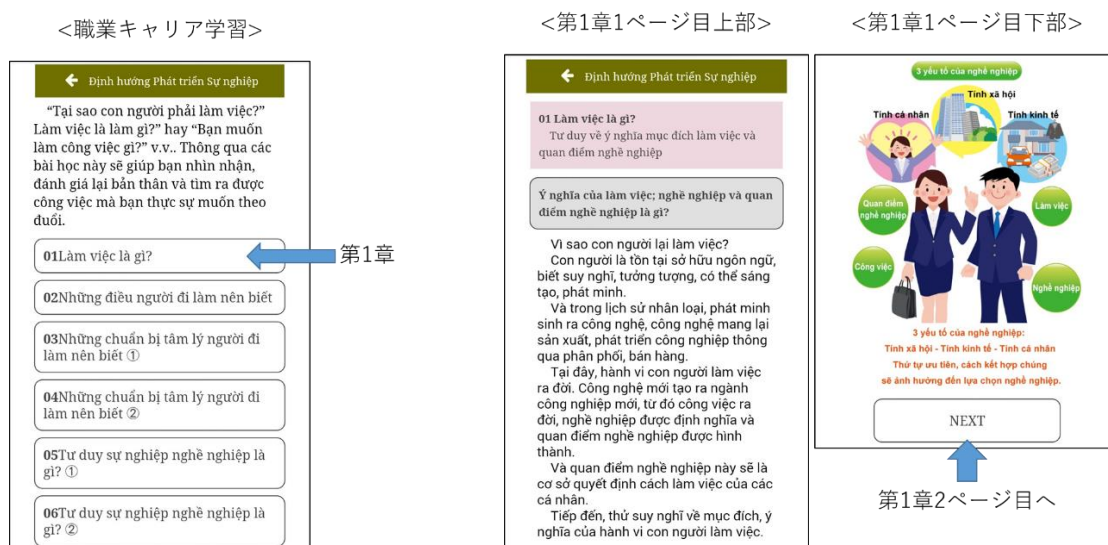 <職業キャリア学習>
Định hướng Phát triển Sự nghiệp
“Tại sao con người phải làm việc?”
Làm việc là làm gì?” hay “Bạn muốn
làm công việc gì?” v.v.. Thông qua các
bài học này sẽ giúp bạn nhìn nhận,
đánh giá lại bản thân và tìm ra được
công việc mà bạn thực sự muốn theo
đuổi.
01Làm việc là gì?
第1章
02Những điều người đi làm nên biết
03Những chuẩn bị tâm lý người đi
làm nên biết ①
04Những chuẩn bị tâm lý người đi
làm nên biết ②
05Tư duy sự nghiệp nghề nghiệp là
gì? ①
06Tư duy sự nghiệp nghề nghiệp là
gì? ②
<第1章1ページ目上部>
Định hướng Phát triển Sự nghiệp
01 Làm việc là gì?
Tư duy về ý nghĩa mục đích làm việc và
quan điểm nghề nghiệp
Ý nghĩa của làm việc; nghề nghiệp và quan
điểm nghề nghiệp là gì?
Vì sao con người lại làm việc?
Con người là tồn tại sở hữu ngôn ngữ,
biết suy nghĩ, tưởng tượng, có thể sáng
tạo, phát minh.
Và trong lịch sử nhân loại, phát minh
sinh ra công nghệ, công nghệ mang lại
sản xuất, phát triển công nghiệp thông
qua phân phối, bán hàng.
Tại đây, hành vi con người làm việc
ra đời. Công nghệ mới tạo ra ngành
công nghiệp mới, từ đó công việc ra
đời, nghề nghiệp được định nghĩa và
quan điểm nghề nghiệp được hình
thành.
Và quan điểm nghề nghiệp này sẽ là
cơ sở quyết định cách làm việc của các
cá nhân.
Tiếp đến, thử suy nghĩ về mục đích, ý
nghĩa của hành vi con người làm việc.
<第1章1ページ目下部>
3 yếu tố của nghề nghiệp
Tính xã hội
Tính cá nhân
Tính kinh tế
Quan điểm
nghề nghiệp
Làm việc
Công việc
Nghề nghiệp
3 yếu tố của nghề nghiệp:
Tính xã hội - Tính kinh tế - Tính cá nhân
Thứ tự ưu tiên, cách kết hợp chúng
sẽ ảnh hưởng đến lựa chọn nghề nghiệp.
NEXT
第1章2ページ目へ